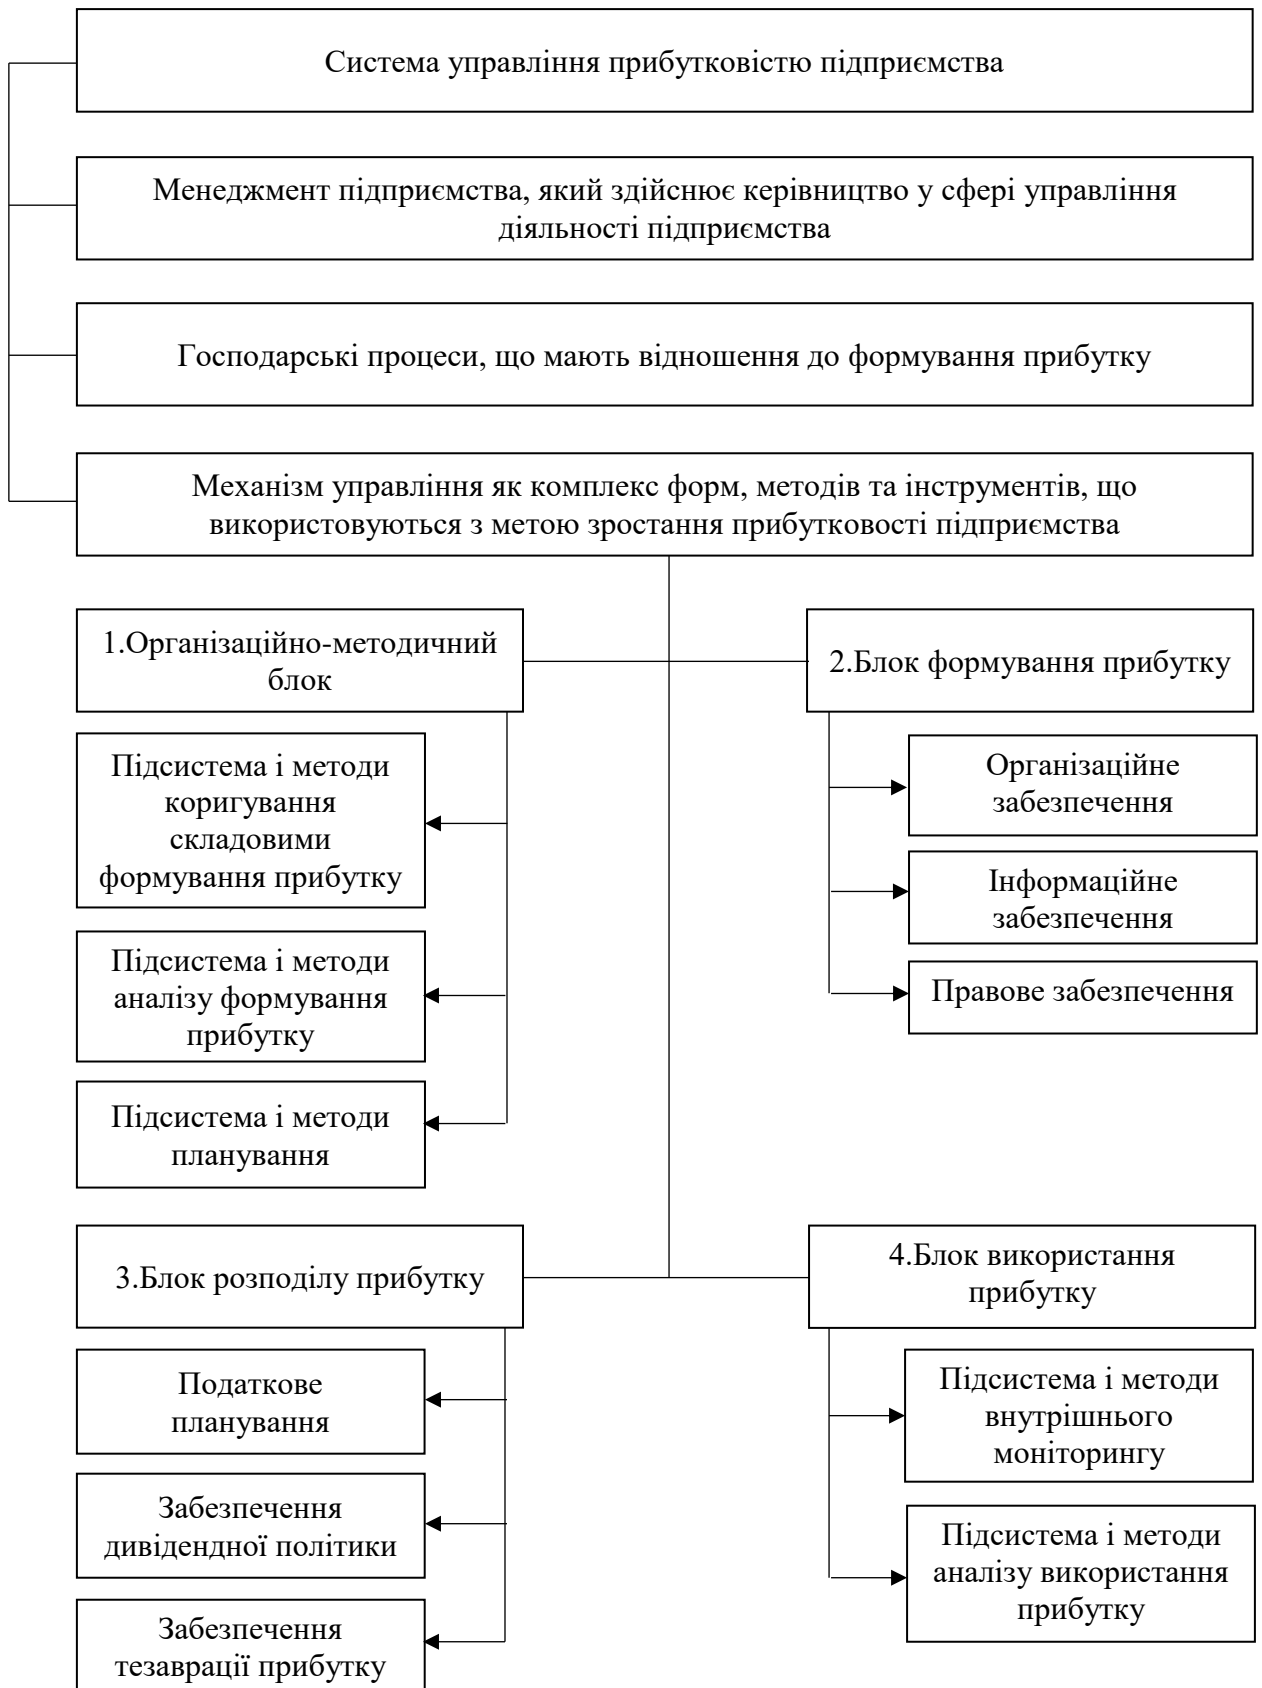 Система управління прибутковістю підприємства
Менеджмент підприємства, який здійснює керівництво у сфері управління
діяльності підприємства
Господарські процеси, що мають відношення до формування прибутку
Механізм управління як комплекс форм, методів та інструментів, що
використовуються з метою зростання прибутковості підприємства
1.Організаційно-методичний
блок
2.Блок формування прибутку
Підсистема і методи
коригування
складовими
формування прибутку
Підсистема і методи
аналізу формування
прибутку
Підсистема і методи
планування
Організаційне
забезпечення
Інформаційне
забезпечення
Правове забезпечення
3.Блок розподілу прибутку
4.Блок використання
прибутку
Податкове
планування
Забезпечення
дивідендної політики
Забезпечення
тезаврації прибутку
Підсистема і методи
внутрішнього
моніторингу
Підсистема і методи
аналізу використання
прибутку